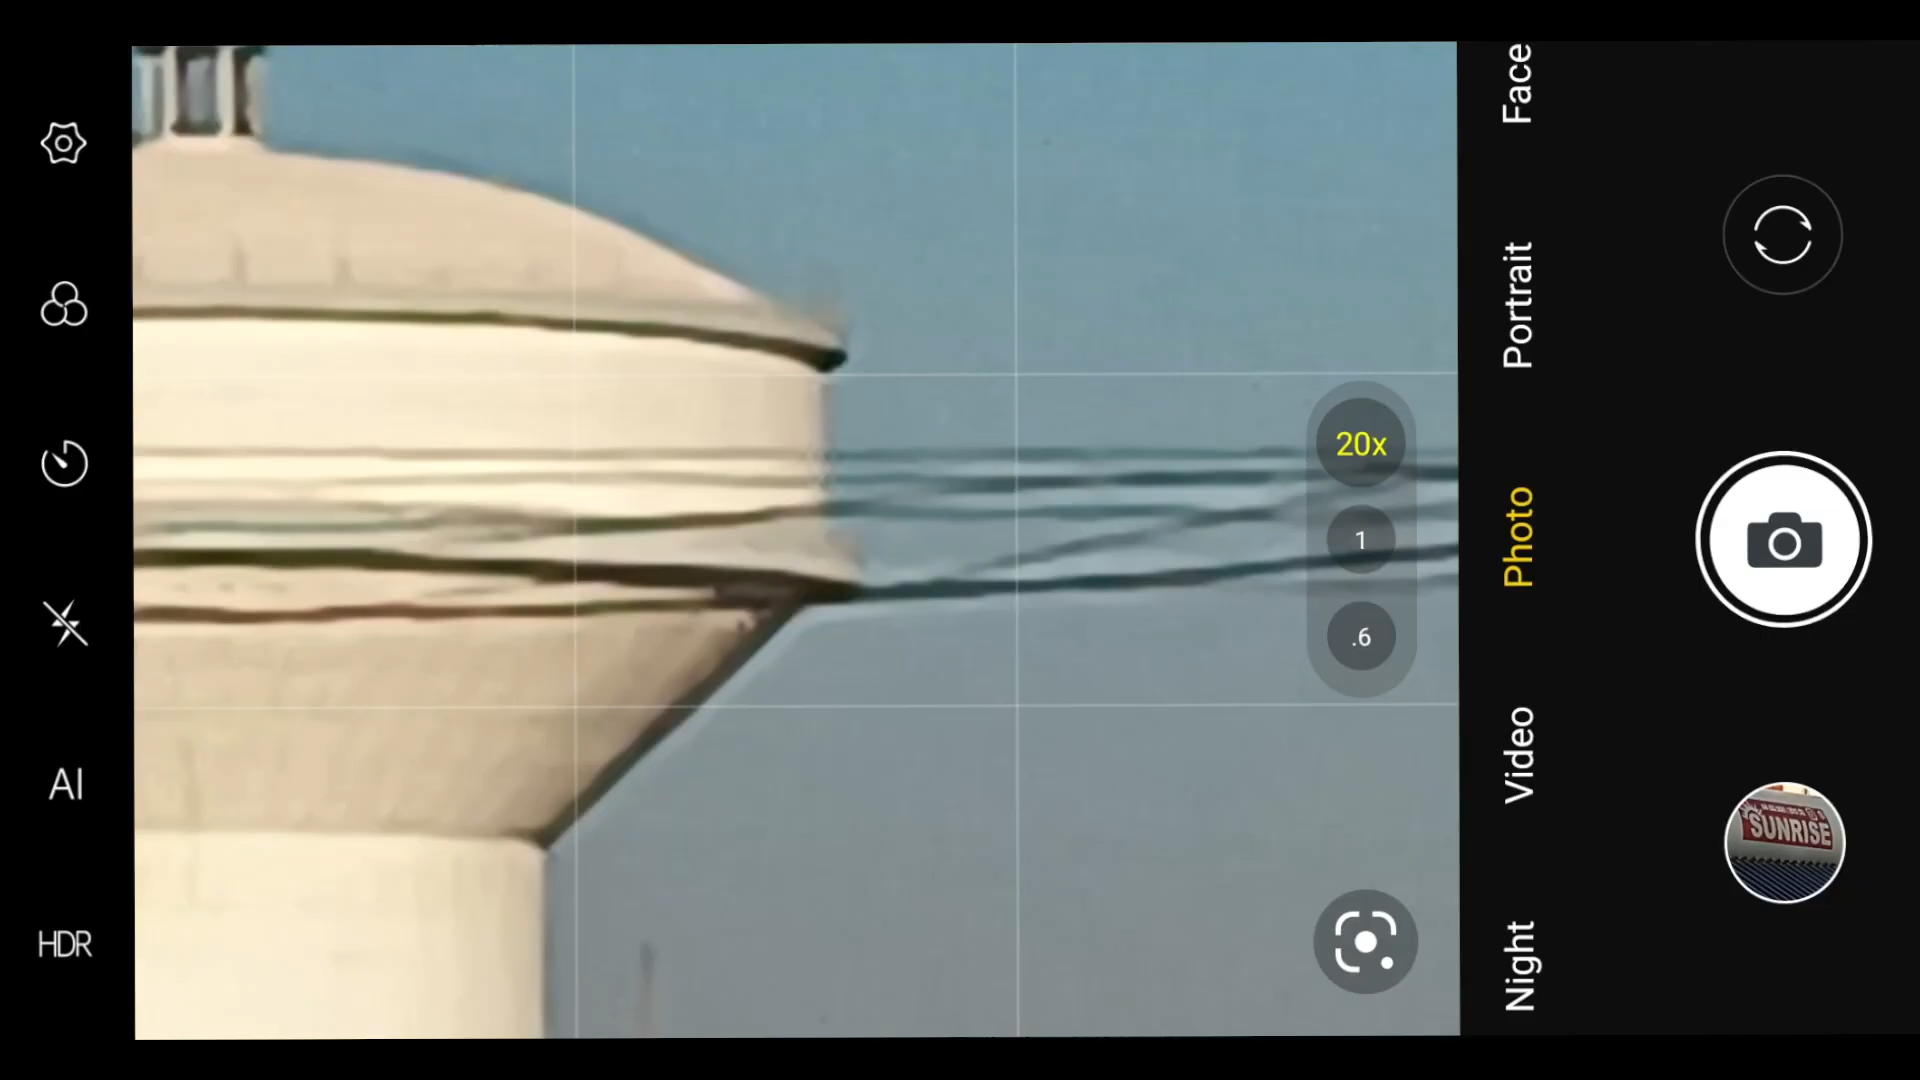 AI
HDR
20x
1
.6
Face
Portrait
Photo
Video
Night
SUNRISE